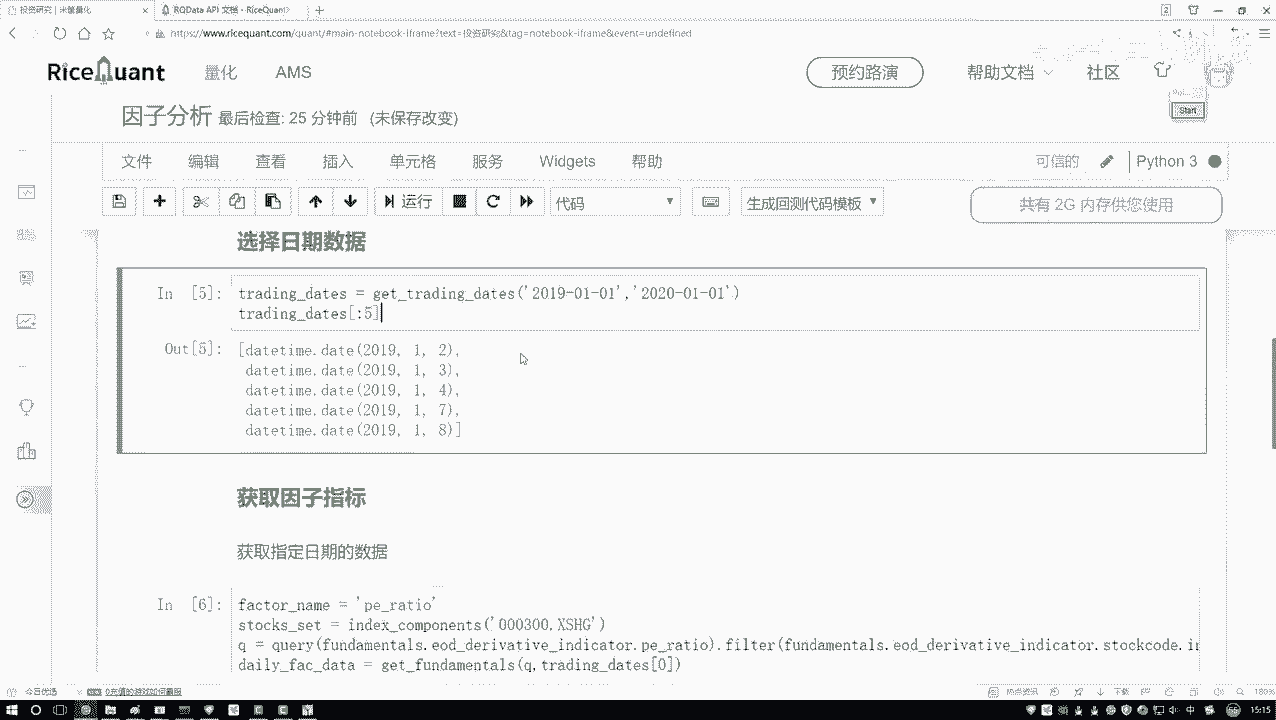 投资研究 | 米筐量化
RQData API 文档 - RiceQuant
https://www.ricequant.com/quant/#main-notebook-iframe?text=投资研究&tag=notebook-iframe&event=undefined
RiceQuant 量化 AMS 预约路演 帮助文档 社区
因子分析 最后检查: 25 分钟前 (未保存改变)
Start
文件 编辑 查看 插入 单元格 服务 Widgets 帮助 可信的 Python 3
运行 代码 生成回测代码模板 共有 2G 内存供您使用
选择日期数据
In [5]: trading_dates = get_trading_dates('2019-01-01','2020-01-01')
trading_dates[:5]
Out[5]: [datetime.date(2019, 1, 2),
datetime.date(2019, 1, 3),
datetime.date(2019, 1, 4),
datetime.date(2019, 1, 7),
datetime.date(2019, 1, 8)]
获取因子指标
获取指定日期的数据
In [6]: factor_name = 'pe_ratio'
stocks_set = index_components('000300.XSHG')
q = query(fundamentals.eod_derivative_indicator.pe_ratio).filter(fundamentals.eod_derivative_indicator.stockcode.in
daily_fac_data = get_fundamentals(q,trading_dates[0])
今日优选
热点资讯 下载 180%
中 15:15